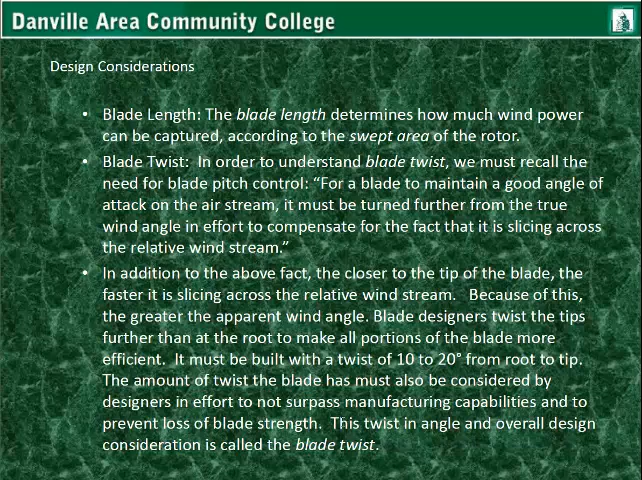 Danville Area Community College
Design Considerations
• Blade Length: The blade length determines how much wind power
can be captured, according to the swept area of the rotor.
• Blade Twist:  In order to understand blade twist, we must recall the
need for blade pitch control: “For a blade to maintain a good angle of
attack on the air stream, it must be turned further from the true
wind angle in effort to compensate for the fact that it is slicing across
the relative wind stream.”
• In addition to the above fact, the closer to the tip of the blade, the
faster it is slicing across the relative wind stream.   Because of this,
the greater the apparent wind angle. Blade designers twist the tips
further than at the root to make all portions of the blade more
efficient.  It must be built with a twist of 10 to 20° from root to tip.
The amount of twist the blade has must also be considered by
designers in effort to not surpass manufacturing capabilities and to
prevent loss of blade strength.  This twist in angle and overall design
consideration is called the blade twist.